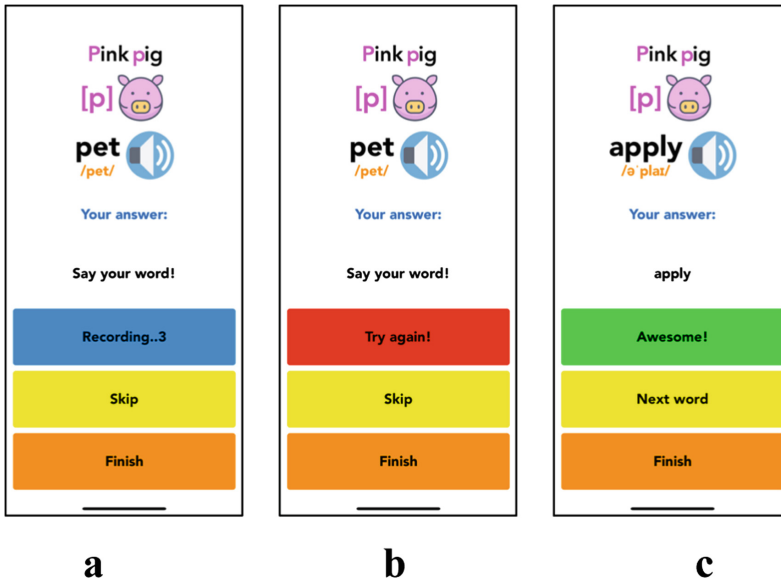 Pink pig
[p]
pet
/pet/
Your answer:
Say your word!
Recording..3
Skip
Finish
a
Pink pig
[p]
pet
/pet/
Your answer:
Say your word!
Try again!
Skip
Finish
b
Pink pig
[p]
apply
/əˈplaɪ/
Your answer:
apply
Awesome!
Next word
Finish
c